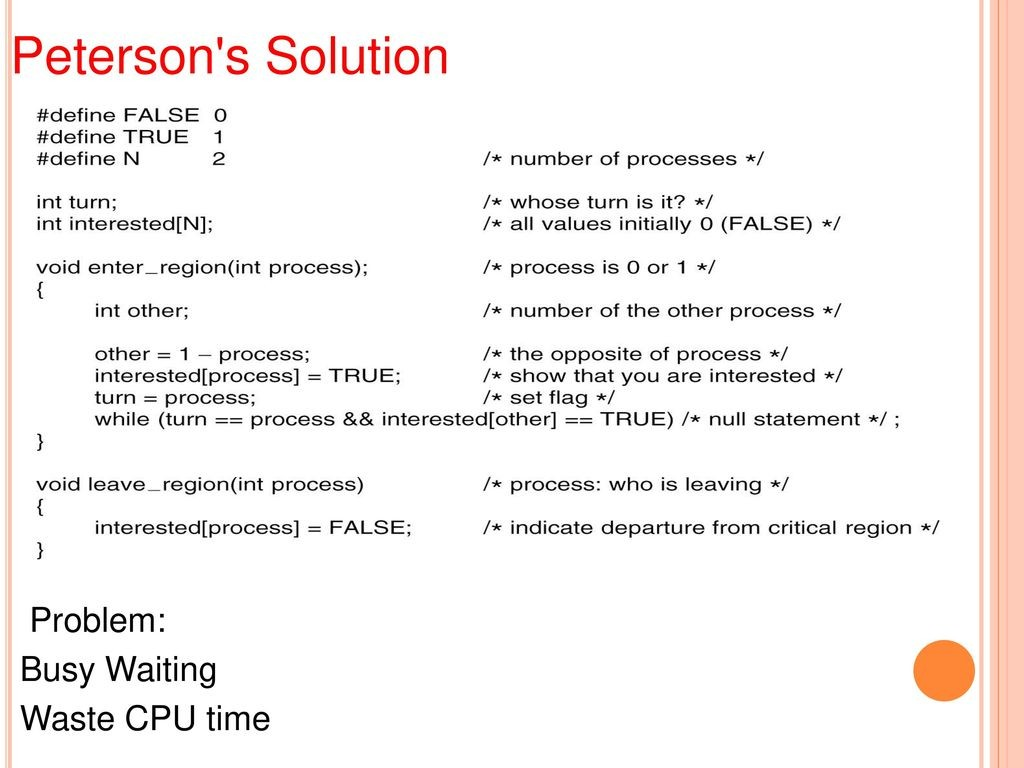 Peterson's Solution
#define FALSE 0
#define TRUE 1
#define N 2 /* number of processes */
int turn; /* whose turn is it? */
int interested[N]; /* all values initially 0 (FALSE) */
void enter_region(int process); /* process is 0 or 1 */
{
int other; /* number of the other process */
other = 1 – process; /* the opposite of process */
interested[process] = TRUE; /* show that you are interested */
turn = process; /* set flag */
while (turn == process && interested[other] == TRUE) /* null statement */ ;
}
void leave_region(int process) /* process: who is leaving */
{
interested[process] = FALSE; /* indicate departure from critical region */
}
Problem:
Busy Waiting
Waste CPU time